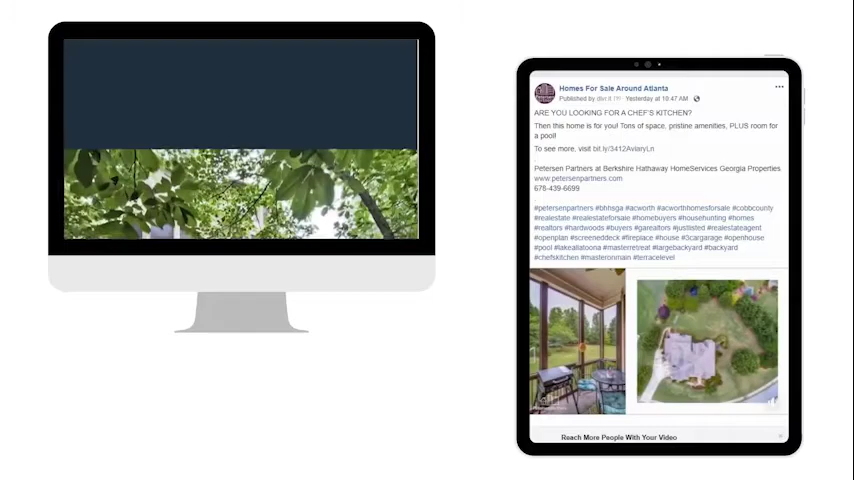 Homes For Sale Around Atlanta
Yesterday at 10:47 AM
ARE YOU LOOKING FOR A CHEF'S KITCHEN?
Then this home is for you! Tons of space, pristine amenities, PLUS room for
a pool!
To see more, visit bit.ly/3412AviaryLn
Petersen Partners at Berkshire Hathaway HomeServices Georgia Properties
www.petersenpartners.com
678-439-6699
#petersenpartners #bhhsga #acworth #acworthhomesforsale #cobbcounty
#realestate #realestateforsale #homebuyers #househunting #homes
#realtors #hardwoods #buyers #garealtors #justlisted #realestateagent
#openplan #screeneddeck #fireplace #house #3cargarage #openhouse
#pool #lakeallatoona #masterretreat #largebackyard #backyard
#chefskitchen #masteronmain #terracelevel
Reach More People With Your Video